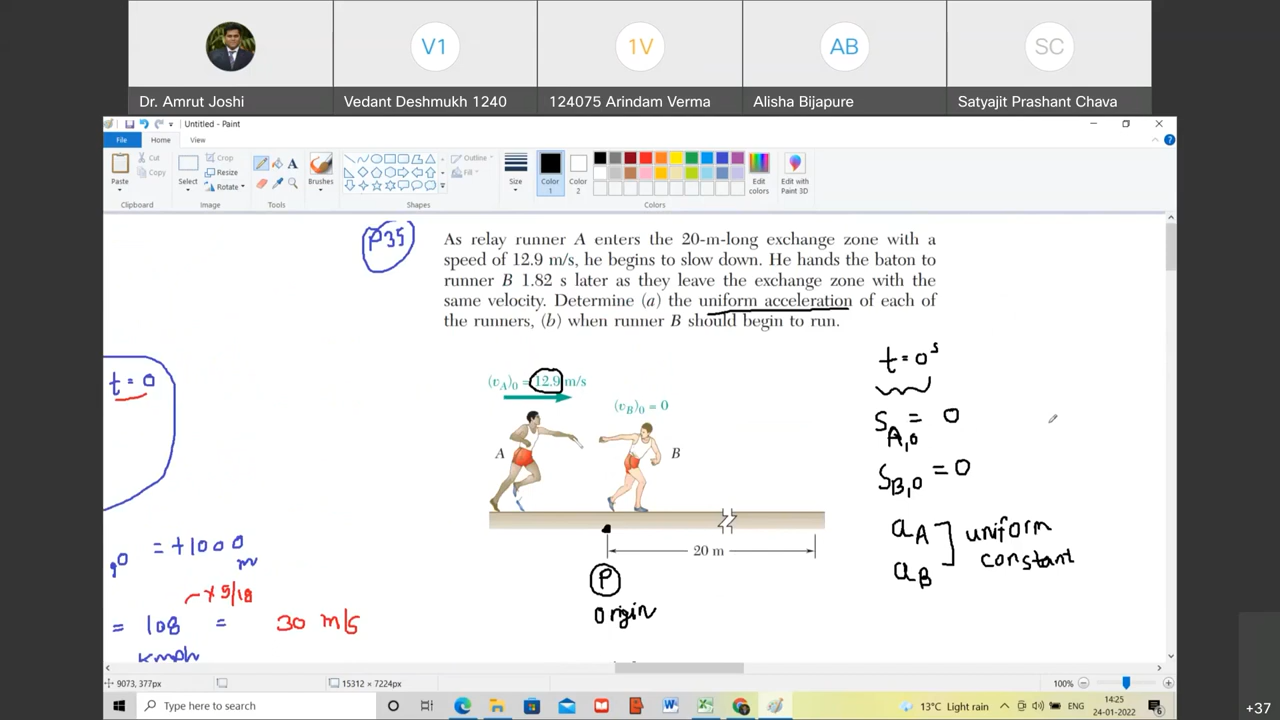 V1
1V
AB
SC
Dr. Amrut Joshi
Vedant Deshmukh 1240
124075 Arindam Verma
Alisha Bijapure
Satyajit Prashant Chava
Untitled - Paint
File
Home
View
Paste
Cut
Copy
Clipboard
Select
Crop
Resize
Rotate
Image
A
Tools
Brushes
Shapes
Outline
Fill
Size
Color 1
Color 2
Colors
Edit colors
Edit with Paint 3D
P35
As relay runner A enters the 20-m-long exchange zone with a
speed of 12.9 m/s, he begins to slow down. He hands the baton to
runner B 1.82 s later as they leave the exchange zone with the
same velocity. Determine (a) the uniform acceleration of each of
the runners, (b) when runner B should begin to run.
t = 0
(vA)0 = 12.9 m/s
(vB)0 = 0
A
B
20 m
P
origin
t = 0 s
SA,0 = 0
SB,0 = 0
aA
aB
uniform
constant
= +1000 m
x 5/18
= 108 = 30 m/s
kmph
9073, 377px
15312 × 7224px
100%
Type here to search
13°C Light rain
ENG
14:25
24-01-2022
6
+37